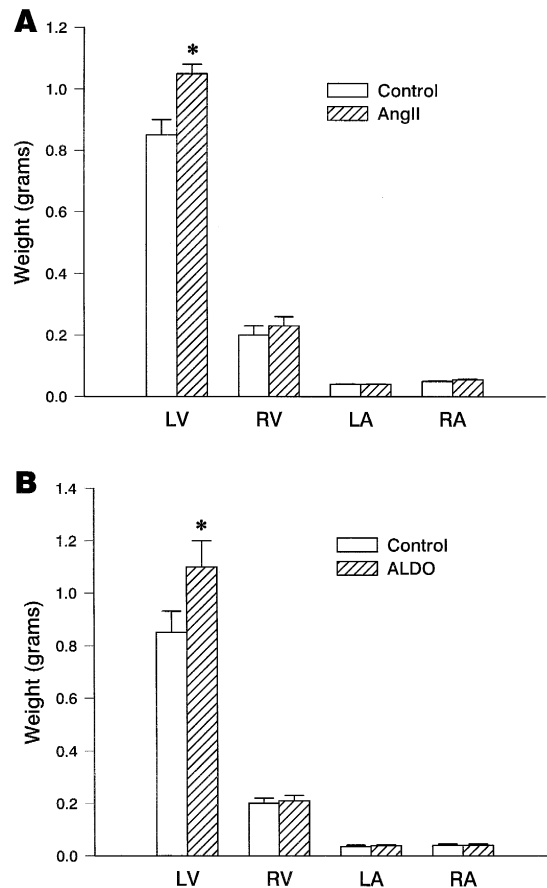 A
1.2
1.0
0.8
0.6
0.4
0.2
0.0
Weight (grams)
*
Control
AngII
LV RV LA RA
B
1.4
1.2
1.0
0.8
0.6
0.4
0.2
0.0
Weight (grams)
*
Control
ALDO
LV RV LA RA